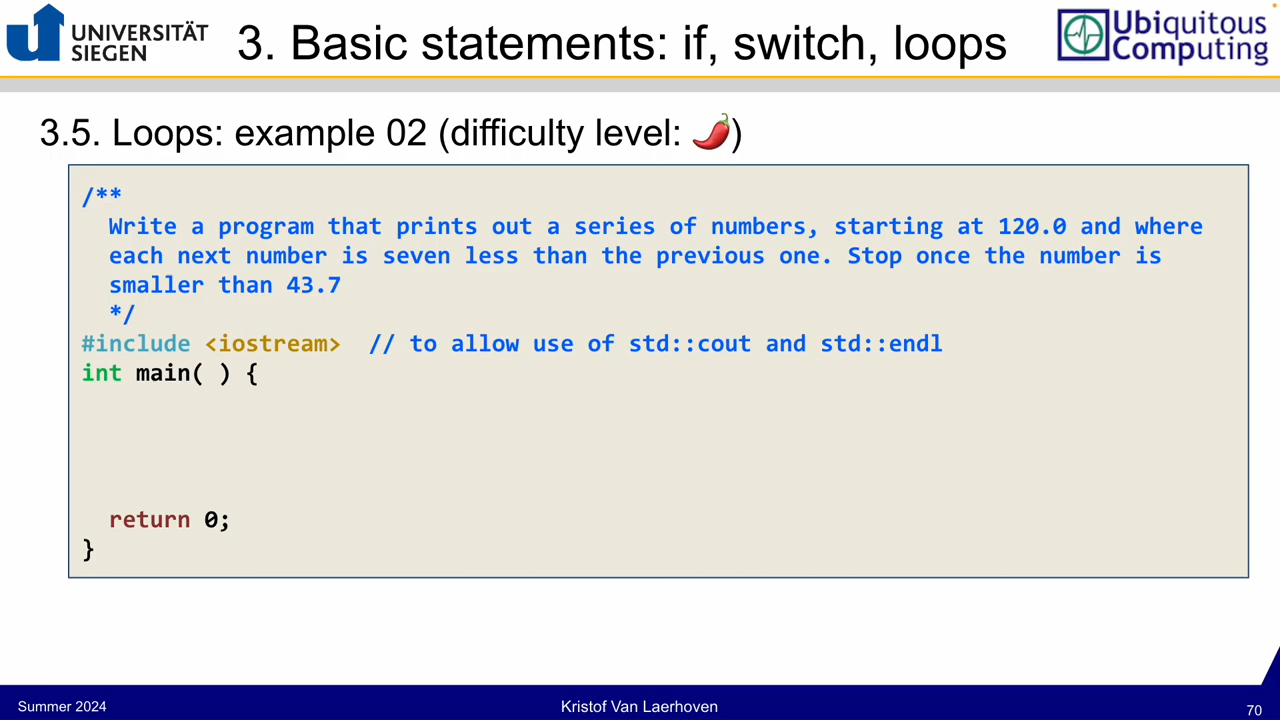 UNIVERSITÄT
SIEGEN
3. Basic statements: if, switch, loops
Ubiquitous
Computing
3.5. Loops: example 02 (difficulty level: 🌶️)
/**
Write a program that prints out a series of numbers, starting at 120.0 and where
each next number is seven less than the previous one. Stop once the number is
smaller than 43.7
*/
#include <iostream> // to allow use of std::cout and std::endl
int main( ) {
return 0;
}
Summer 2024
Kristof Van Laerhoven
70